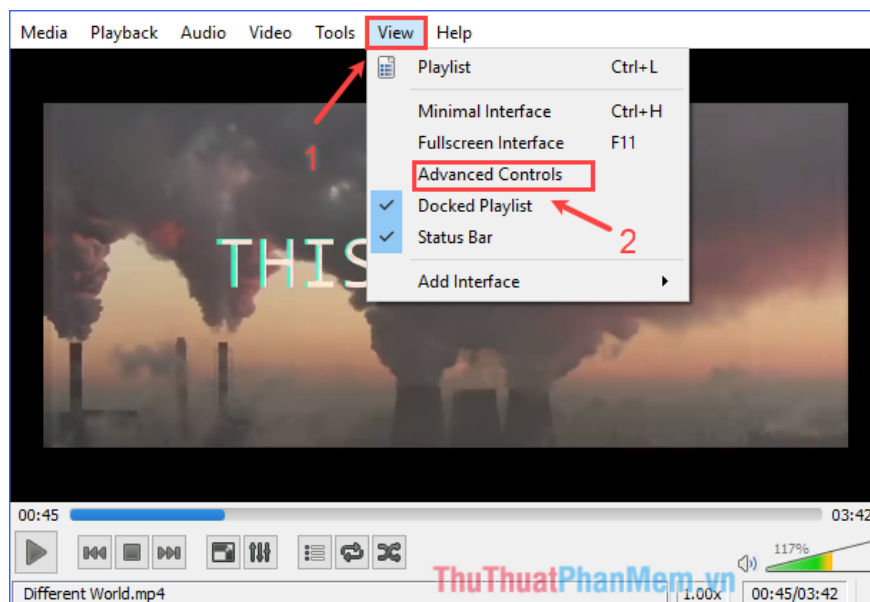 Media Playback Audio Video Tools View Help
Playlist Ctrl+L
Minimal Interface Ctrl+H
Fullscreen Interface F11
1
Advanced Controls
Docked Playlist
Status Bar
2
THIS
Add Interface
00:45 03:42
117%
ThuThuatPhanMem.vn
Different World.mp4 1.00x 00:45/03:42